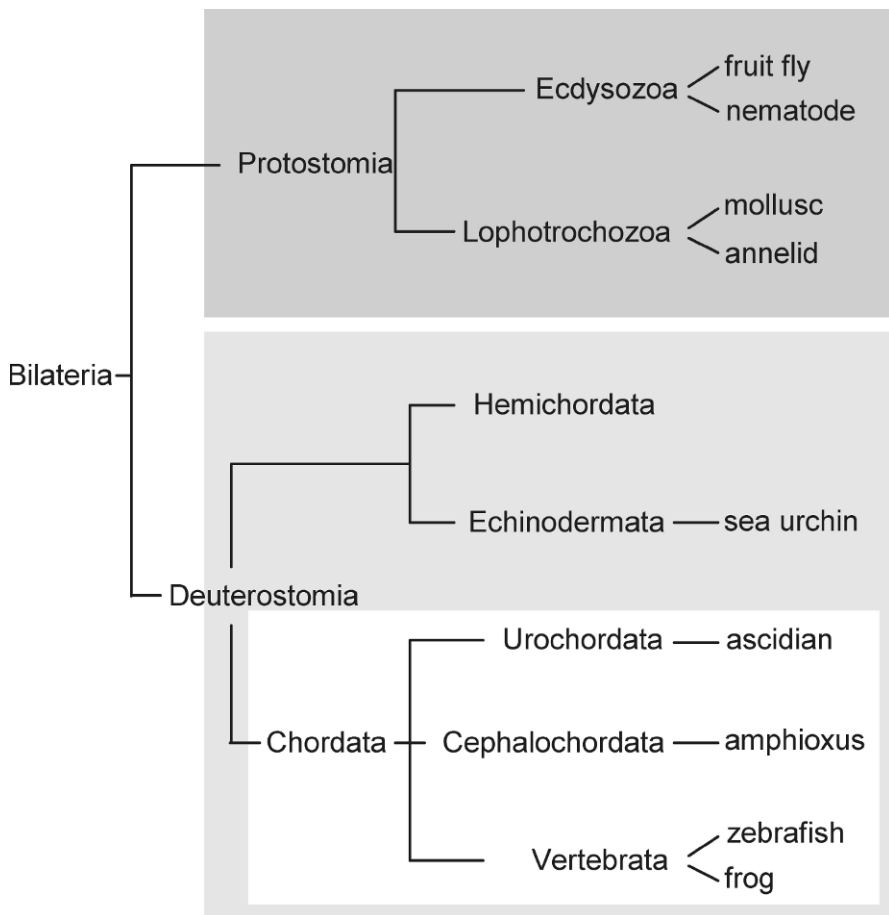 fruit fly
Ecdysozoa
nematode
Protostomia
mollusc
Lophotrochozoa
annelid
Bilateria
Hemichordata
Echinodermata
sea urchin
Deuterostomia
Urochordata
ascidian
Chordata
Cephalochordata
amphioxus
zebrafish
Vertebrata
frog